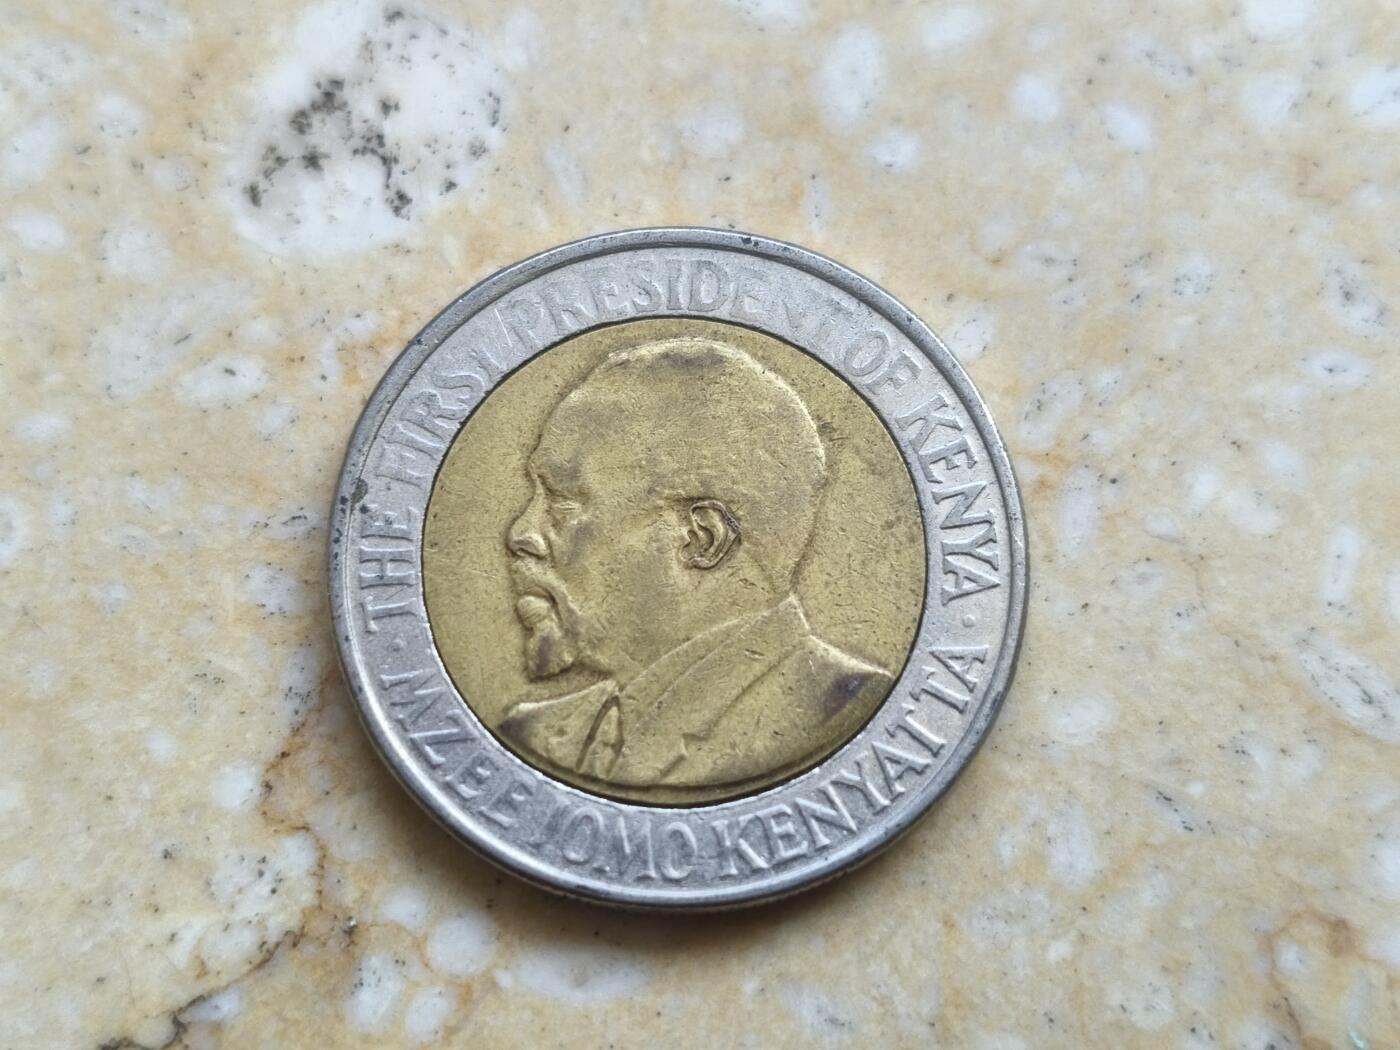 THE FIRST PRESIDENT OF KENYA
MZEE JOMO KENYATTA